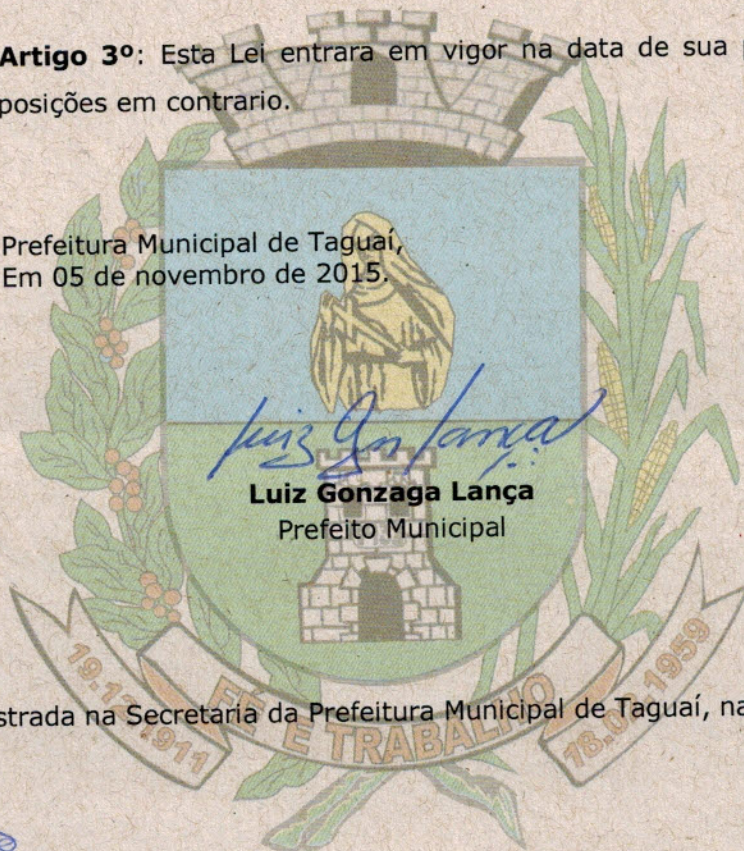 Artigo 3º: Esta Lei entrara em vigor na data de sua
posições em contrario.
Prefeitura Municipal de Taguaí,
Em 05 de novembro de 2015.
Luiz Gonzaga Lança
Prefeito Municipal
strada na Secretaria da Prefeitura Municipal de Taguaí, na
FÉ E TRABALHO